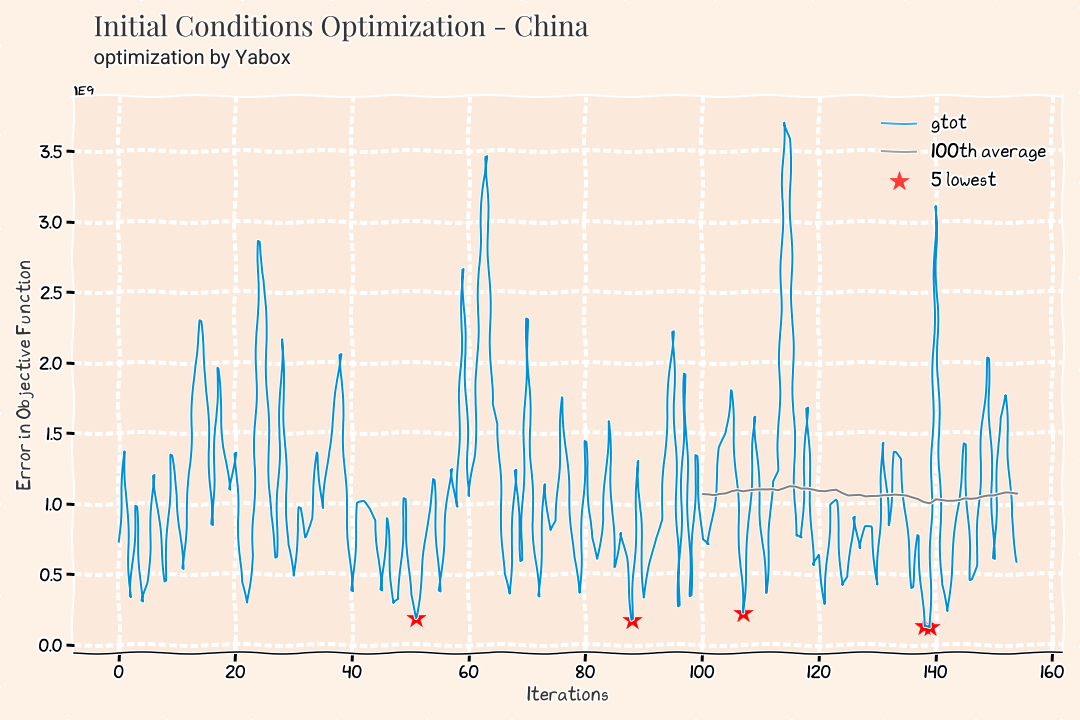 Initial Conditions Optimization - China
optimization by Yabox
1E9
gtot
100th average
5 lowest
3.5
3.0
2.5
2.0
1.5
1.0
0.5
0.0
Error in Objective Function
0 20 40 60 80 100 120 140 160
Iterations